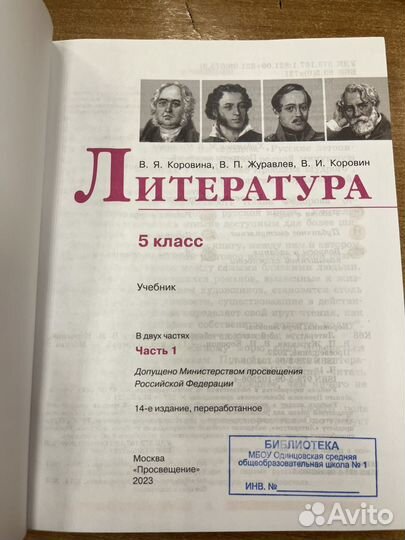 В. Я. Коровина, В. П. Журавлев, В. И. Коровин
ЛИТЕРАТУРА
5 класс
Учебник
В двух частях
Часть 1
Допущено Министерством просвещения
Российской Федерации
14-е издание, переработанное
Москва
«Просвещение»
2023
БИБЛИОТЕКА
МБОУ Одинцовская средняя
общеобразовательная школа № 1
ИНВ. №
Avito